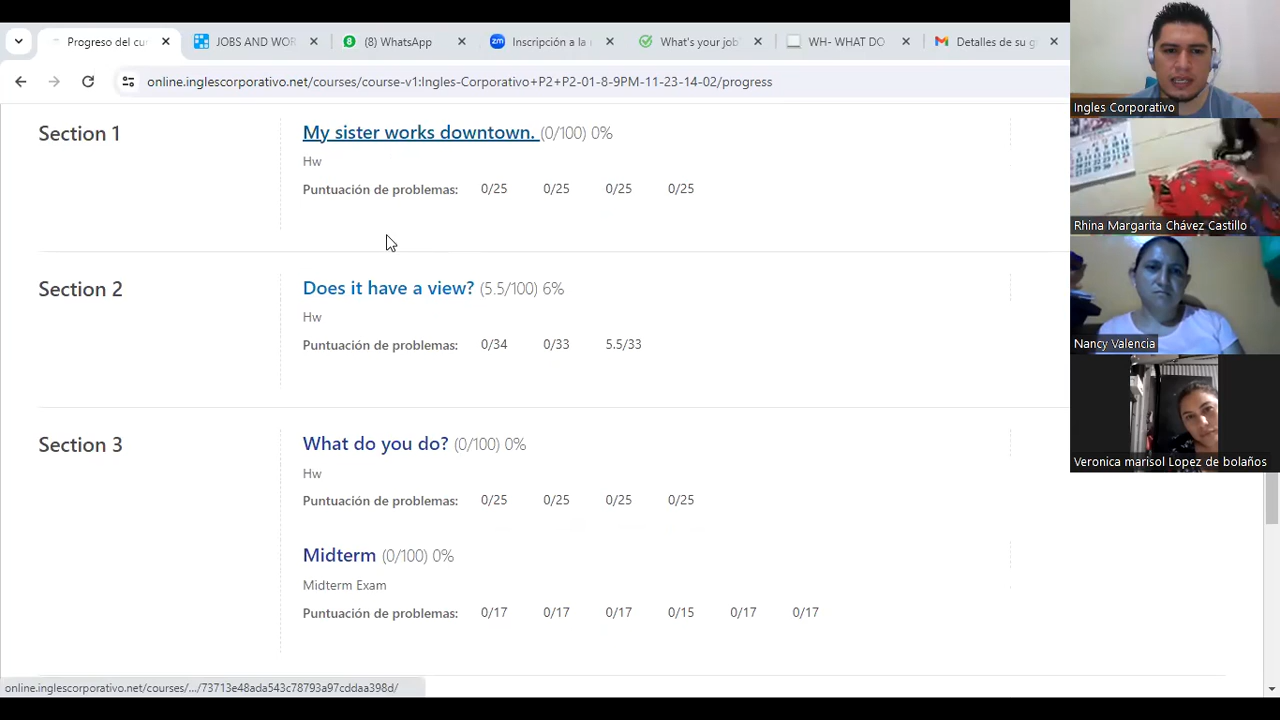 Progreso del cu
JOBS AND WOR
(8) WhatsApp
Inscripción a la
What's your job
WH- WHAT DO
Detalles de su g
online.inglescorporativo.net/courses/course-v1:Ingles-Corporativo+P2+P2-01-8-9PM-11-23-14-02/progress
Section 1
My sister works downtown. (0/100) 0%
Hw
Puntuación de problemas: 0/25 0/25 0/25 0/25
Section 2
Does it have a view? (5.5/100) 6%
Hw
Puntuación de problemas: 0/34 0/33 5.5/33
Section 3
What do you do? (0/100) 0%
Hw
Puntuación de problemas: 0/25 0/25 0/25 0/25
Midterm (0/100) 0%
Midterm Exam
Puntuación de problemas: 0/17 0/17 0/17 0/15 0/17 0/17
online.inglescorporativo.net/courses/.../73713e48ada543c78793a97cddaa398d/
Ingles Corporativo
Rhina Margarita Chávez Castillo
Nancy Valencia
Veronica marisol Lopez de bolaños